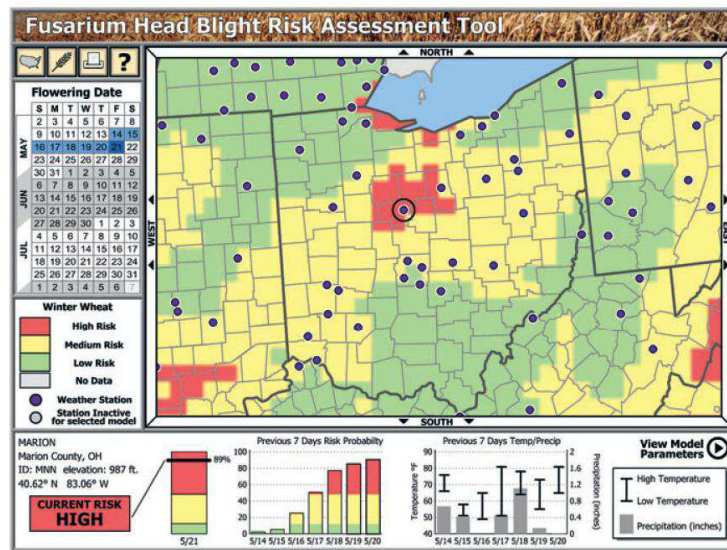 Fusarium Head Blight Risk Assessment Tool
?
Flowering Date
S M T W T F S
MAY
2 3 4 5 6 7 8
9 10 11 12 13 14 15
16 17 18 19 20 21 22
23 24 25 26 27 28 29
30 31 1 2 3 4 5
JUN
6 7 8 9 10 11 12
13 14 15 16 17 18 19
20 21 22 23 24 25 26
27 28 29 30 1 2 3
JUL
4 5 6 7 8 9 10
11 12 13 14 15 16 17
18 19 20 21 22 23 24
25 26 27 28 29 30 31
1 2 3 4 5 6 7
NORTH
WEST
EAST
SOUTH
Winter Wheat
High Risk
Medium Risk
Low Risk
No Data
Weather Station
Station Inactive
for selected model
MARION
Marion County, OH
ID: MNN elevation: 987 ft.
40.62° N 83.06° W
CURRENT RISK
HIGH
89%
5/21
Previous 7 Days Risk Probabilty
100
80
60
40
20
0
5/14 5/15 5/16 5/17 5/18 5/19 5/20
Previous 7 Days Temp/Precip
Temperature °F
90
80
70
60
50
40
2
1.6
1.2
0.8
0.4
0
Precipitation (inches)
5/14 5/15 5/16 5/17 5/18 5/19 5/20
View Model
Parameters
High Temperature
Low Temperature
Precipitation (inches)